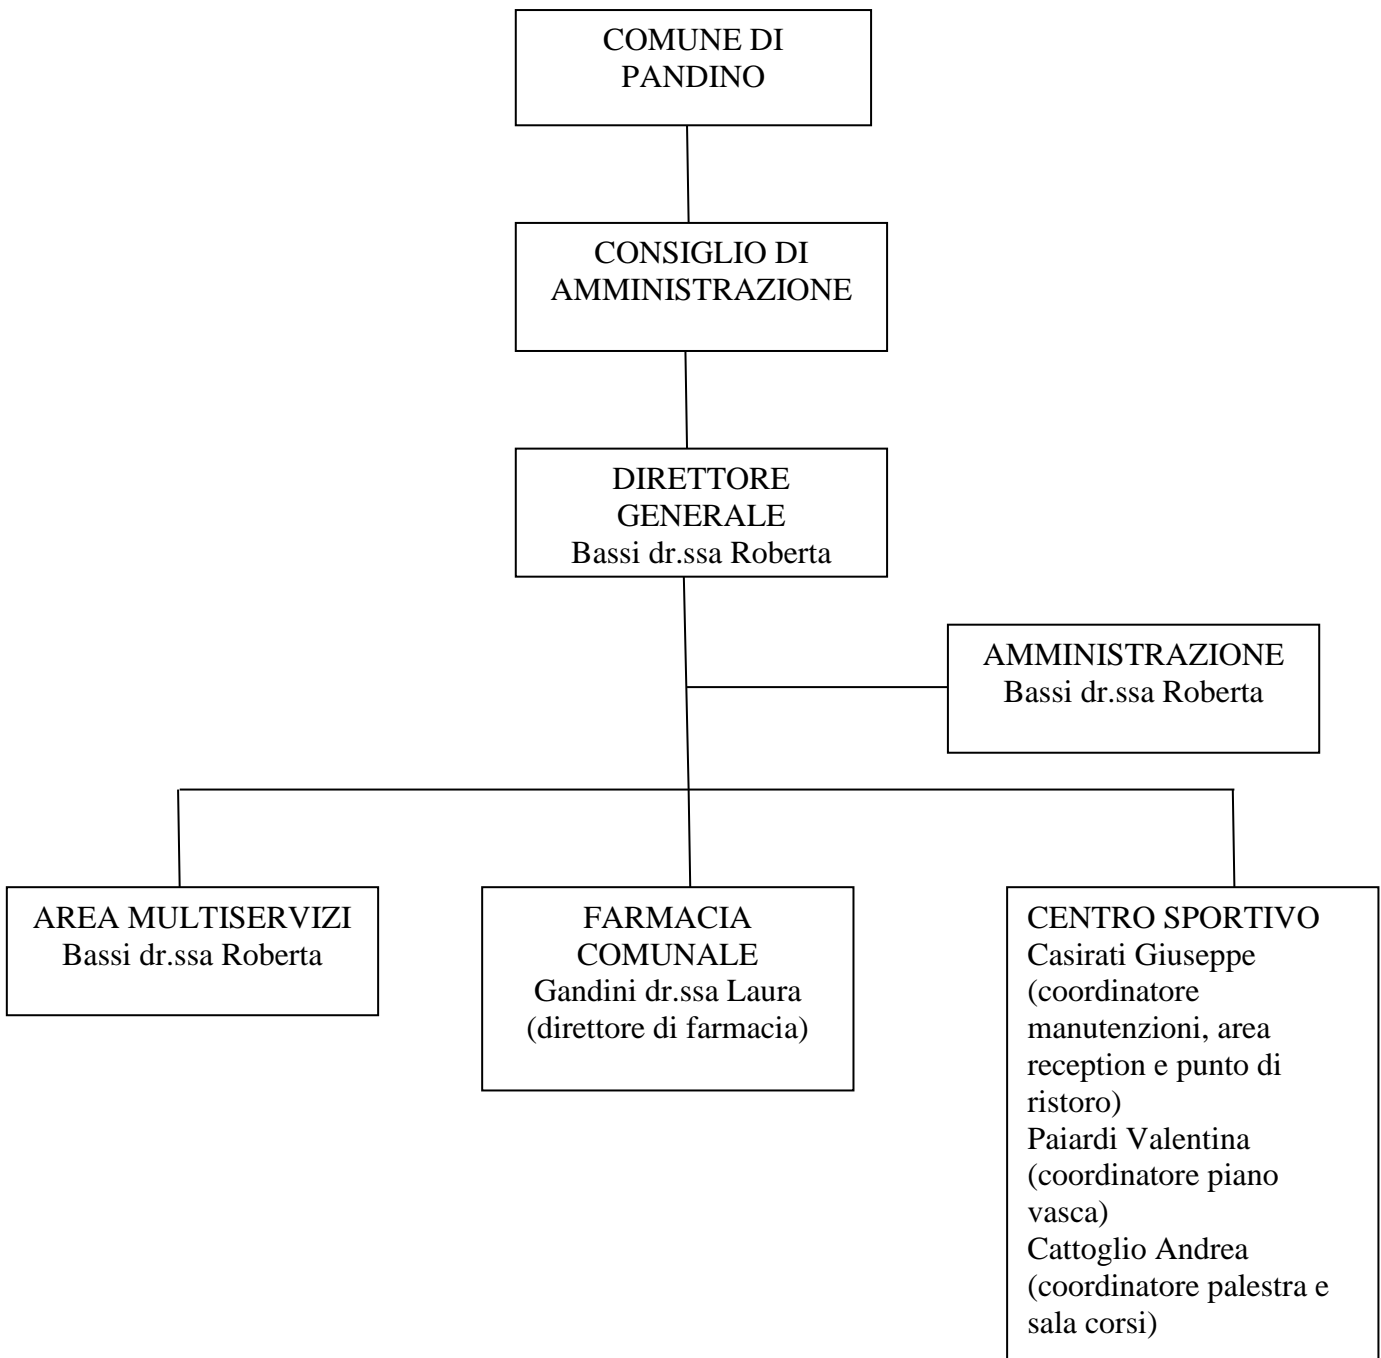 COMUNE DI
PANDINO
CONSIGLIO DI
AMMINISTRAZIONE
DIRETTORE
GENERALE
Bassi dr.ssa Roberta
AMMINISTRAZIONE
Bassi dr.ssa Roberta
AREA MULTISERVIZI
Bassi dr.ssa Roberta
FARMACIA
COMUNALE
Gandini dr.ssa Laura
(direttore di farmacia)
CENTRO SPORTIVO
Casirati Giuseppe
(coordinatore
manutenzioni, area
reception e punto di
ristoro)
Paiardi Valentina
(coordinatore piano
vasca)
Cattoglio Andrea
(coordinatore palestra e
sala corsi)